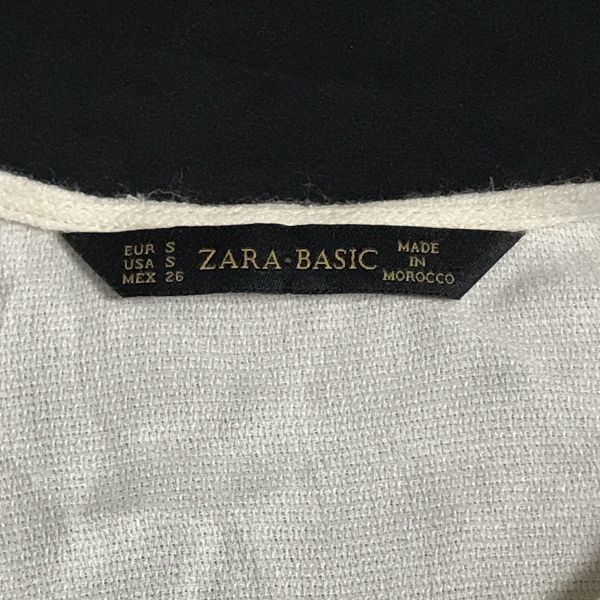 EUR S
USA S
MEX 26
ZARA·BASIC
MADE
IN
MOROCCO